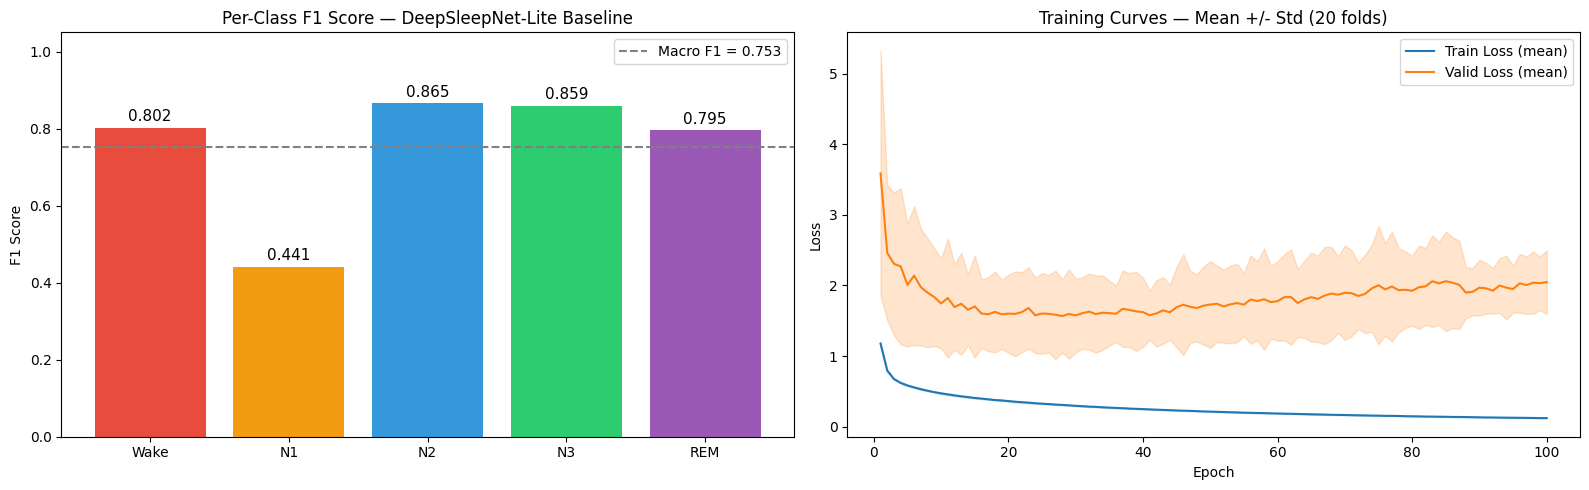 Per-Class F1 Score — DeepSleepNet-Lite Baseline
Macro F1 = 0.753
F1 Score
1.0
0.8
0.6
0.4
0.2
0.0
0.802
0.441
0.865
0.859
0.795
Wake N1 N2 N3 REM
Training Curves — Mean +/- Std (20 folds)
Train Loss (mean)
Valid Loss (mean)
Loss
5
4
3
2
1
0
0 20 40 60 80 100
Epoch